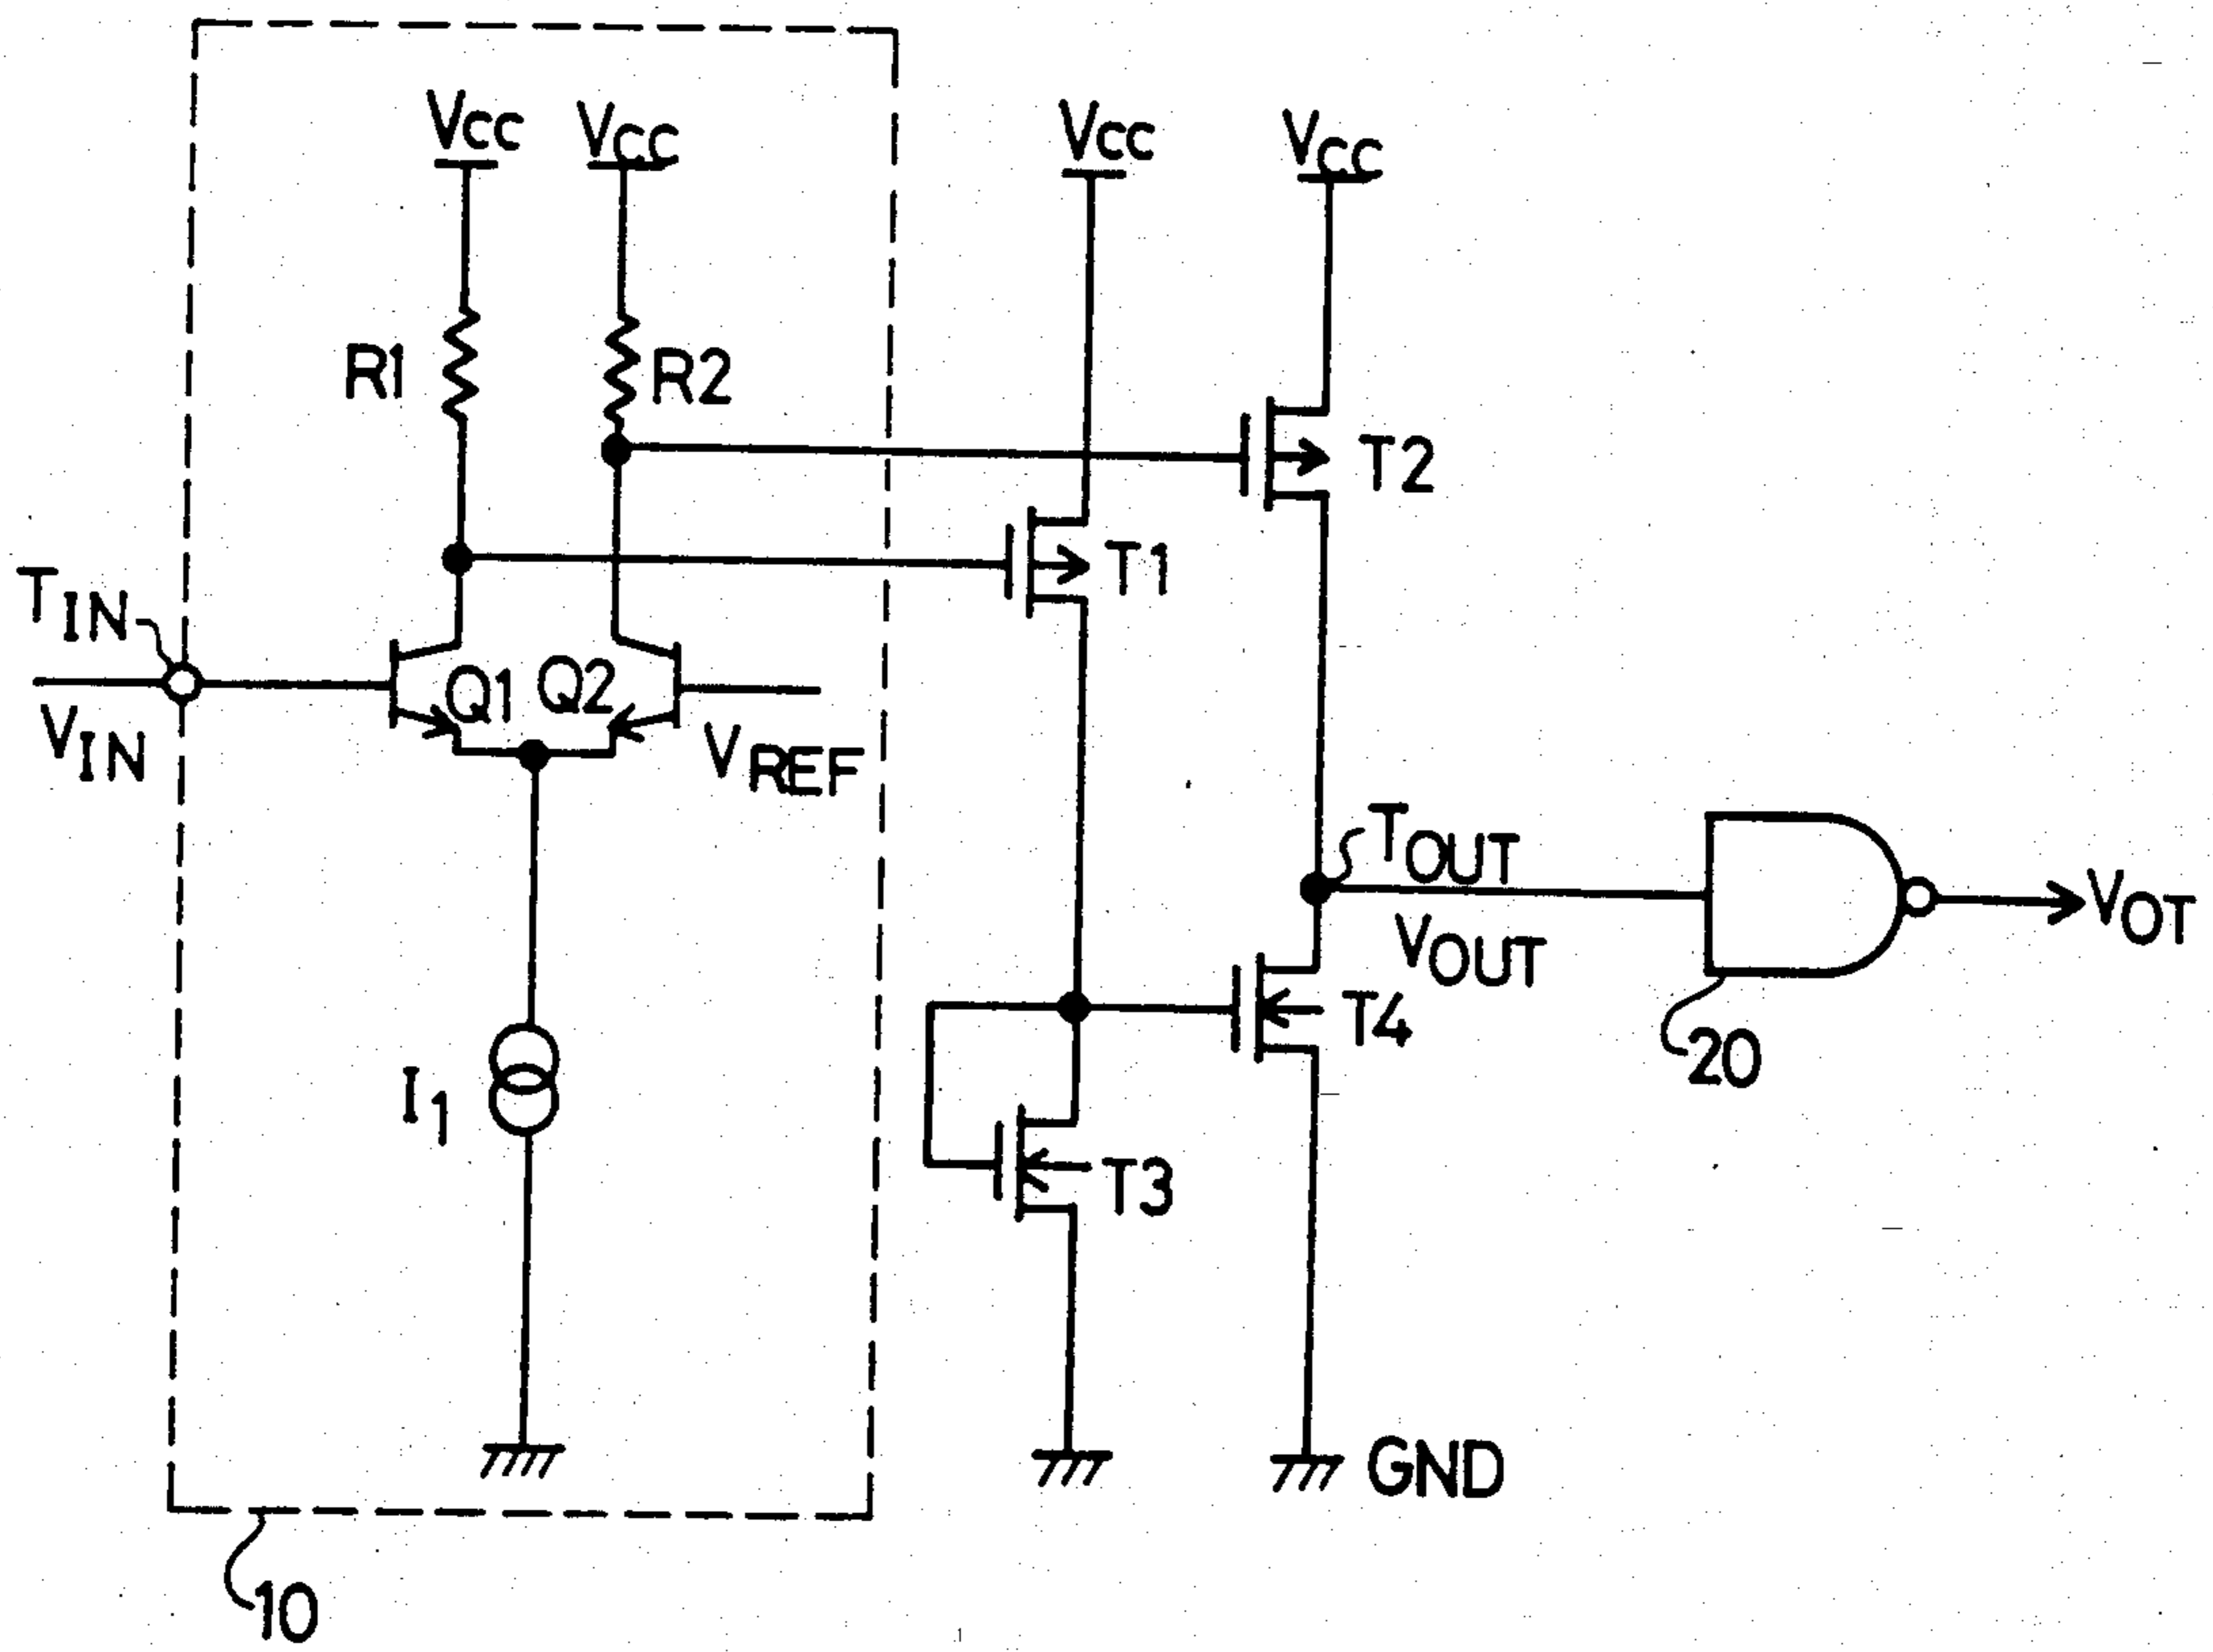 VCC
VCC
VCC
VCC
R1
R2
T2
T1
TIN
Q1
Q2
VIN
VREF
TOUT
VOUT
VOT
T4
20
I1
T3
GND
10